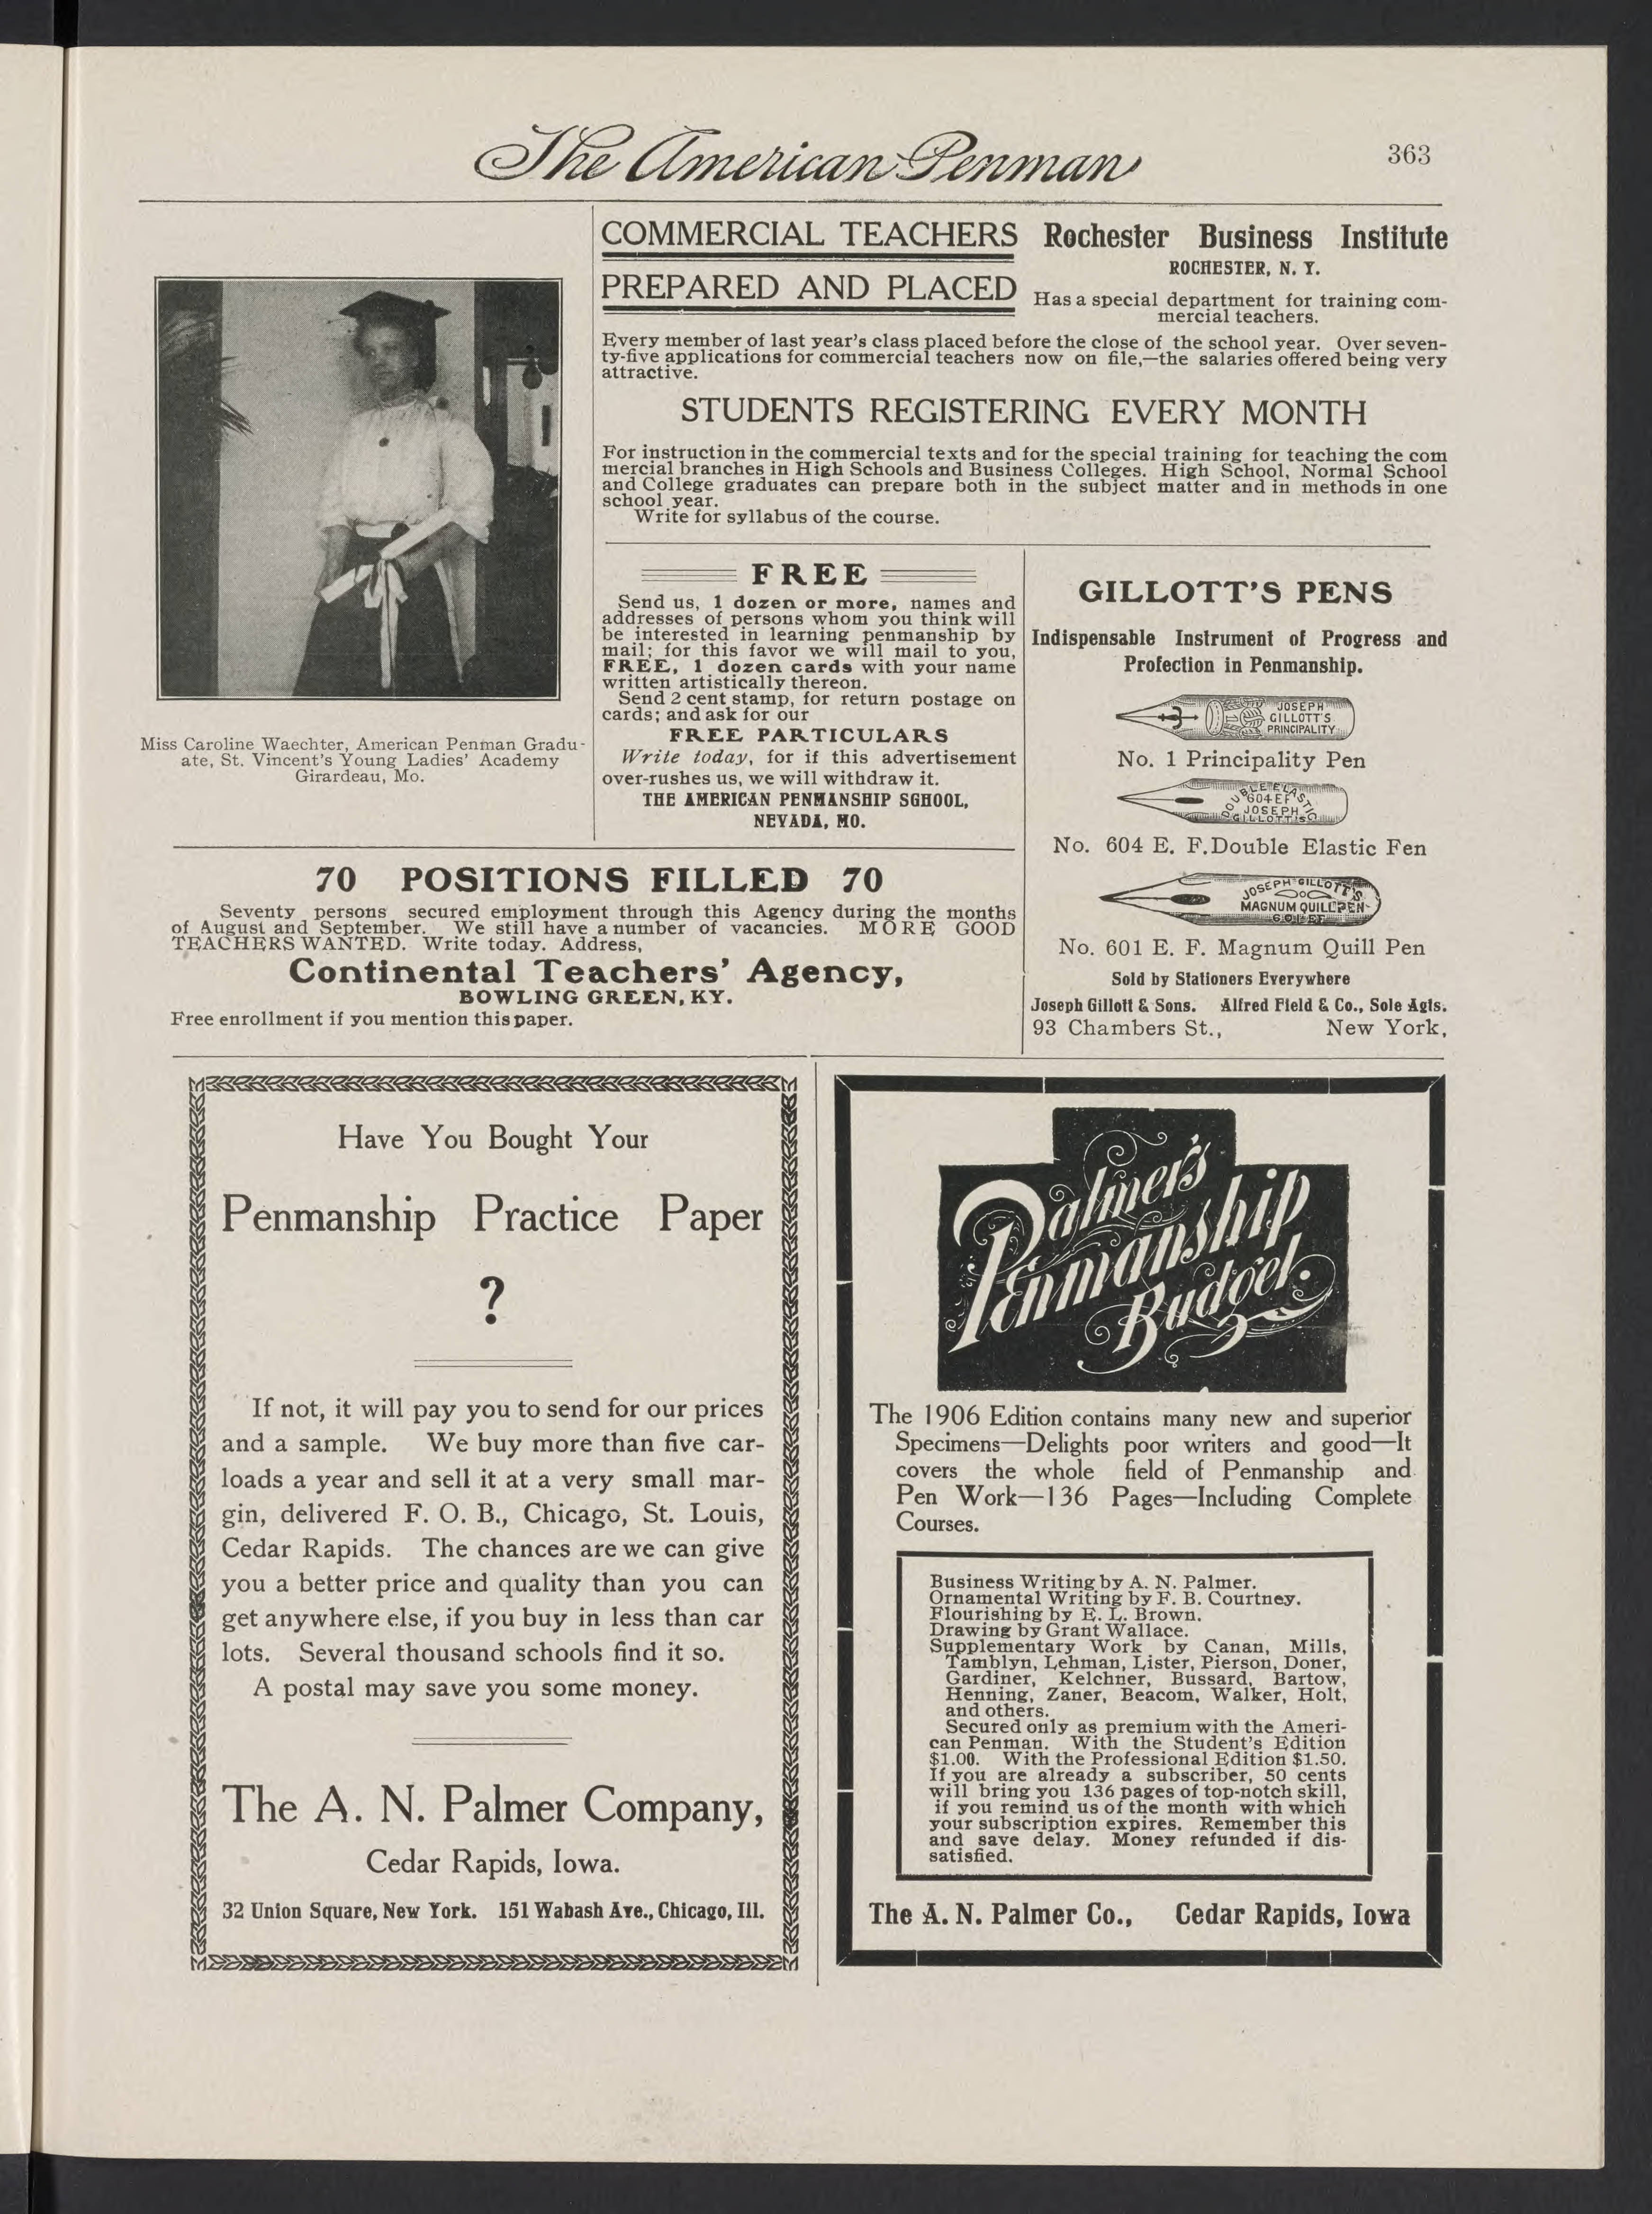 The American Penman
363
Miss Caroline Waechter, American Penman Gradu-
ate, St. Vincent's Young Ladies' Academy
Girardeau, Mo.
COMMERCIAL TEACHERS
PREPARED AND PLACED
Rochester Business Institute
ROCHESTER, N. Y.
Has a special department for training com-
mercial teachers.
Every member of last year's class placed before the close of the school year. Over seven-
ty-five applications for commercial teachers now on file,—the salaries offered being very
attractive.
STUDENTS REGISTERING EVERY MONTH
For instruction in the commercial texts and for the special training for teaching the com
mercial branches in High Schools and Business Colleges. High School, Normal School
and College graduates can prepare both in the subject matter and in methods in one
school year.
Write for syllabus of the course.
FREE
Send us, 1 dozen or more, names and
addresses of persons whom you think will
be interested in learning penmanship by
mail; for this favor we will mail to you,
FREE, 1 dozen cards with your name
written artistically thereon.
Send 2 cent stamp, for return postage on
cards; and ask for our
FREE PARTICULARS
Write today, for if this advertisement
over-rushes us, we will withdraw it.
THE AMERICAN PENMANSHIP SGHOOL,
NEVADA, MO.
GILLOTT'S PENS
Indispensable Instrument of Progress and
Profection in Penmanship.
JOSEPH
GILLOTT'S
PRINCIPALITY
No. 1 Principality Pen
DOUBLE ELASTIC
604 EF
JOSEPH
GILLOTT'S
No. 604 E. F. Double Elastic Fen
JOSEPH GILLOTT'S
MAGNUM QUILL PEN
601 EF
No. 601 E. F. Magnum Quill Pen
Sold by Stationers Everywhere
Joseph Gillott & Sons. Alfred Field & Co., Sole Agts.
93 Chambers St., New York,
70 POSITIONS FILLED 70
Seventy persons secured employment through this Agency during the months
of August and September. We still have a number of vacancies. MORE GOOD
TEACHERS WANTED. Write today. Address,
Continental Teachers' Agency,
BOWLING GREEN, KY.
Free enrollment if you mention this paper.
Have You Bought Your
Penmanship Practice Paper
?
If not, it will pay you to send for our prices
and a sample. We buy more than five car-
loads a year and sell it at a very small mar-
gin, delivered F. O. B., Chicago, St. Louis,
Cedar Rapids. The chances are we can give
you a better price and quality than you can
get anywhere else, if you buy in less than car
lots. Several thousand schools find it so.
A postal may save you some money.
The A. N. Palmer Company,
Cedar Rapids, Iowa.
32 Union Square, New York. 151 Wabash Ave., Chicago, Ill.
Palmer's
Penmanship
Budget.
The 1906 Edition contains many new and superior
Specimens—Delights poor writers and good—It
covers the whole field of Penmanship and
Pen Work—136 Pages—Including Complete
Courses.
Business Writing by A. N. Palmer.
Ornamental Writing by F. B. Courtney.
Flourishing by E. L. Brown.
Drawing by Grant Wallace.
Supplementary Work by Canan, Mills,
Tamblyn, Lehman, Lister, Pierson, Doner,
Gardiner, Kelchner, Bussard, Bartow,
Henning, Zaner, Beacom, Walker, Holt,
and others.
Secured only as premium with the Ameri-
can Penman. With the Student's Edition
$1.00. With the Professional Edition $1.50.
If you are already a subscriber, 50 cents
will bring you 136 pages of top-notch skill,
if you remind us of the month with which
your subscription expires. Remember this
and save delay. Money refunded if dis-
satisfied.
The A. N. Palmer Co., Cedar Rapids, Iowa